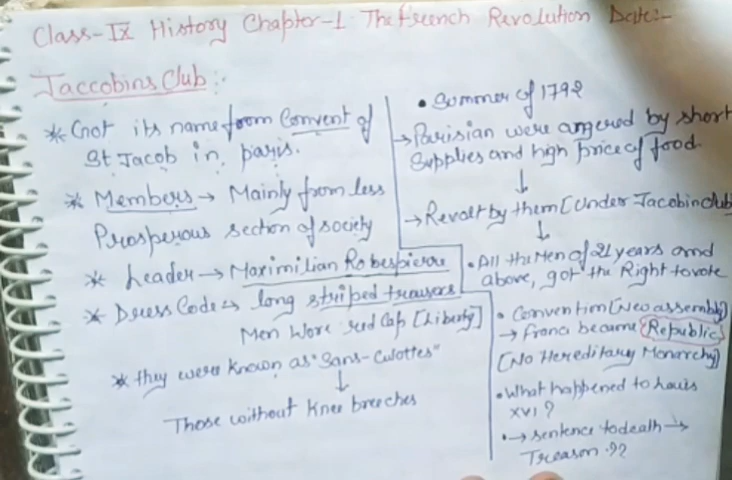 Class-IX History Chapter-1 The French Revolution Date:-
Jaccobins Club:-
* Got its name from Convent of
St Jacob in paris.
* Members → Mainly from less
Prosperous section of society
* Leader → Maximilian Robespierre
* Dress Code → long striped trousers
Men Wore red Cap [Liberty]
* they were known as "Sans-Culottes"
↓
Those without Knee breeches
• Summer of 1792
→ Parisian were angered by short
Supplies and high price of food.
↓
→ Revolt by them [Under Jacobin club
↓
• All the Men of 21 years and
above, got the Right to vote
• Convention [Neo assembly]
→ franc became Republic
[No Hereditary Monarchy]
• What happened to Louis
XVI?
• → sentence to death →
Treason.??